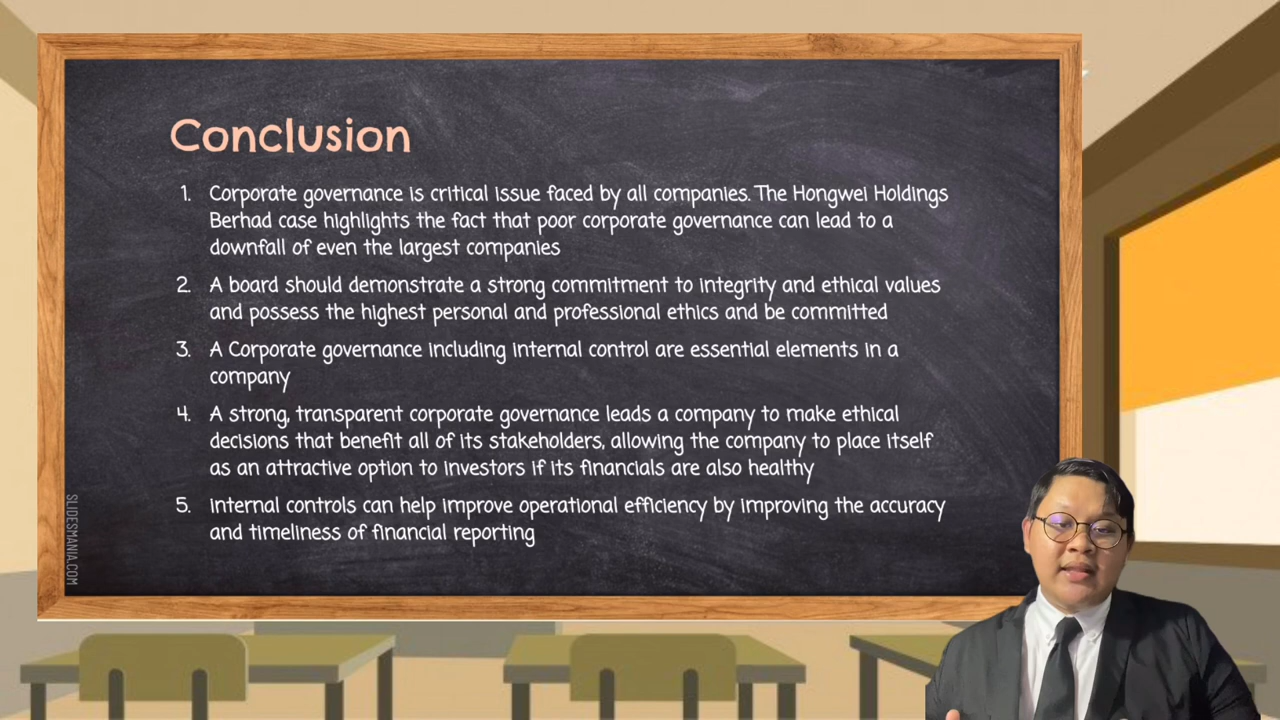 Conclusion
1. Corporate governance is critical issue faced by all companies. The Hongwei Holdings
Berhad case highlights the fact that poor corporate governance can lead to a
downfall of even the largest companies
2. A board should demonstrate a strong commitment to integrity and ethical values
and possess the highest personal and professional ethics and be committed
3. A Corporate governance including internal control are essential elements in a
company
4. A strong, transparent corporate governance leads a company to make ethical
decisions that benefit all of its stakeholders, allowing the company to place itself
as an attractive option to investors if its financials are also healthy
5. Internal controls can help improve operational efficiency by improving the accuracy
and timeliness of financial reporting
SLIDESMANIA.COM